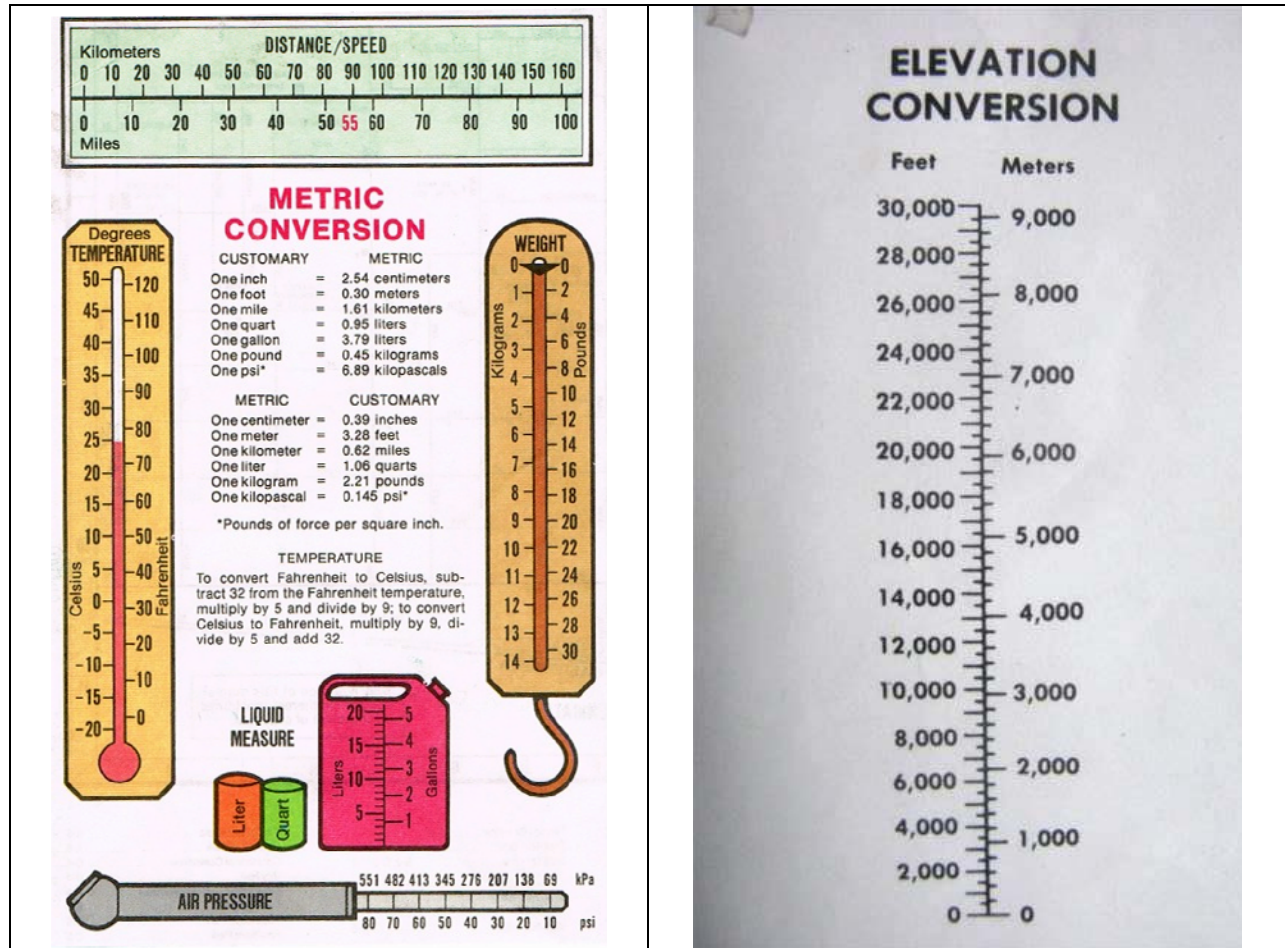 DISTANCE/SPEED
Kilometers
0 10 20 30 40 50 60 70 80 90 100 110 120 130 140 150 160
0 10 20 30 40 50 55 60 70 80 90 100
Miles
METRIC
CONVERSION
Degrees
TEMPERATURE
50 120
45 110
40 100
35 90
30 80
25 70
20 60
15 50
10 40
5 30
0 20
-5 10
-10 0
-15
-20
Celsius
Fahrenheit
CUSTOMARY METRIC
One inch = 2.54 centimeters
One foot = 0.30 meters
One mile = 1.61 kilometers
One quart = 0.95 liters
One gallon = 3.79 liters
One pound = 0.45 kilograms
One psi* = 6.89 kilopascals
METRIC CUSTOMARY
One centimeter = 0.39 inches
One meter = 3.28 feet
One kilometer = 0.62 miles
One liter = 1.06 quarts
One kilogram = 2.21 pounds
One kilopascal = 0.145 psi*
*Pounds of force per square inch.
TEMPERATURE
To convert Fahrenheit to Celsius, sub-
tract 32 from the Fahrenheit temperature,
multiply by 5 and divide by 9; to convert
Celsius to Fahrenheit, multiply by 9, di-
vide by 5 and add 32.
WEIGHT
0 0
1 2
2 4
3 6
4 8
5 10
6 12
7 14
8 16
9 18
10 20
11 22
12 24
13 26
14 28
30
Kilograms
Pounds
LIQUID
MEASURE
Liter
Quart
20 5
15 4
10 3
5 2
1
Liters
Gallons
AIR PRESSURE
551 482 413 345 276 207 138 69 kPa
80 70 60 50 40 30 20 10 psi
ELEVATION
CONVERSION
Feet Meters
30,000 9,000
28,000
26,000 8,000
24,000
22,000 7,000
20,000 6,000
18,000
16,000 5,000
14,000 4,000
12,000
10,000 3,000
8,000
6,000 2,000
4,000 1,000
2,000
0 0